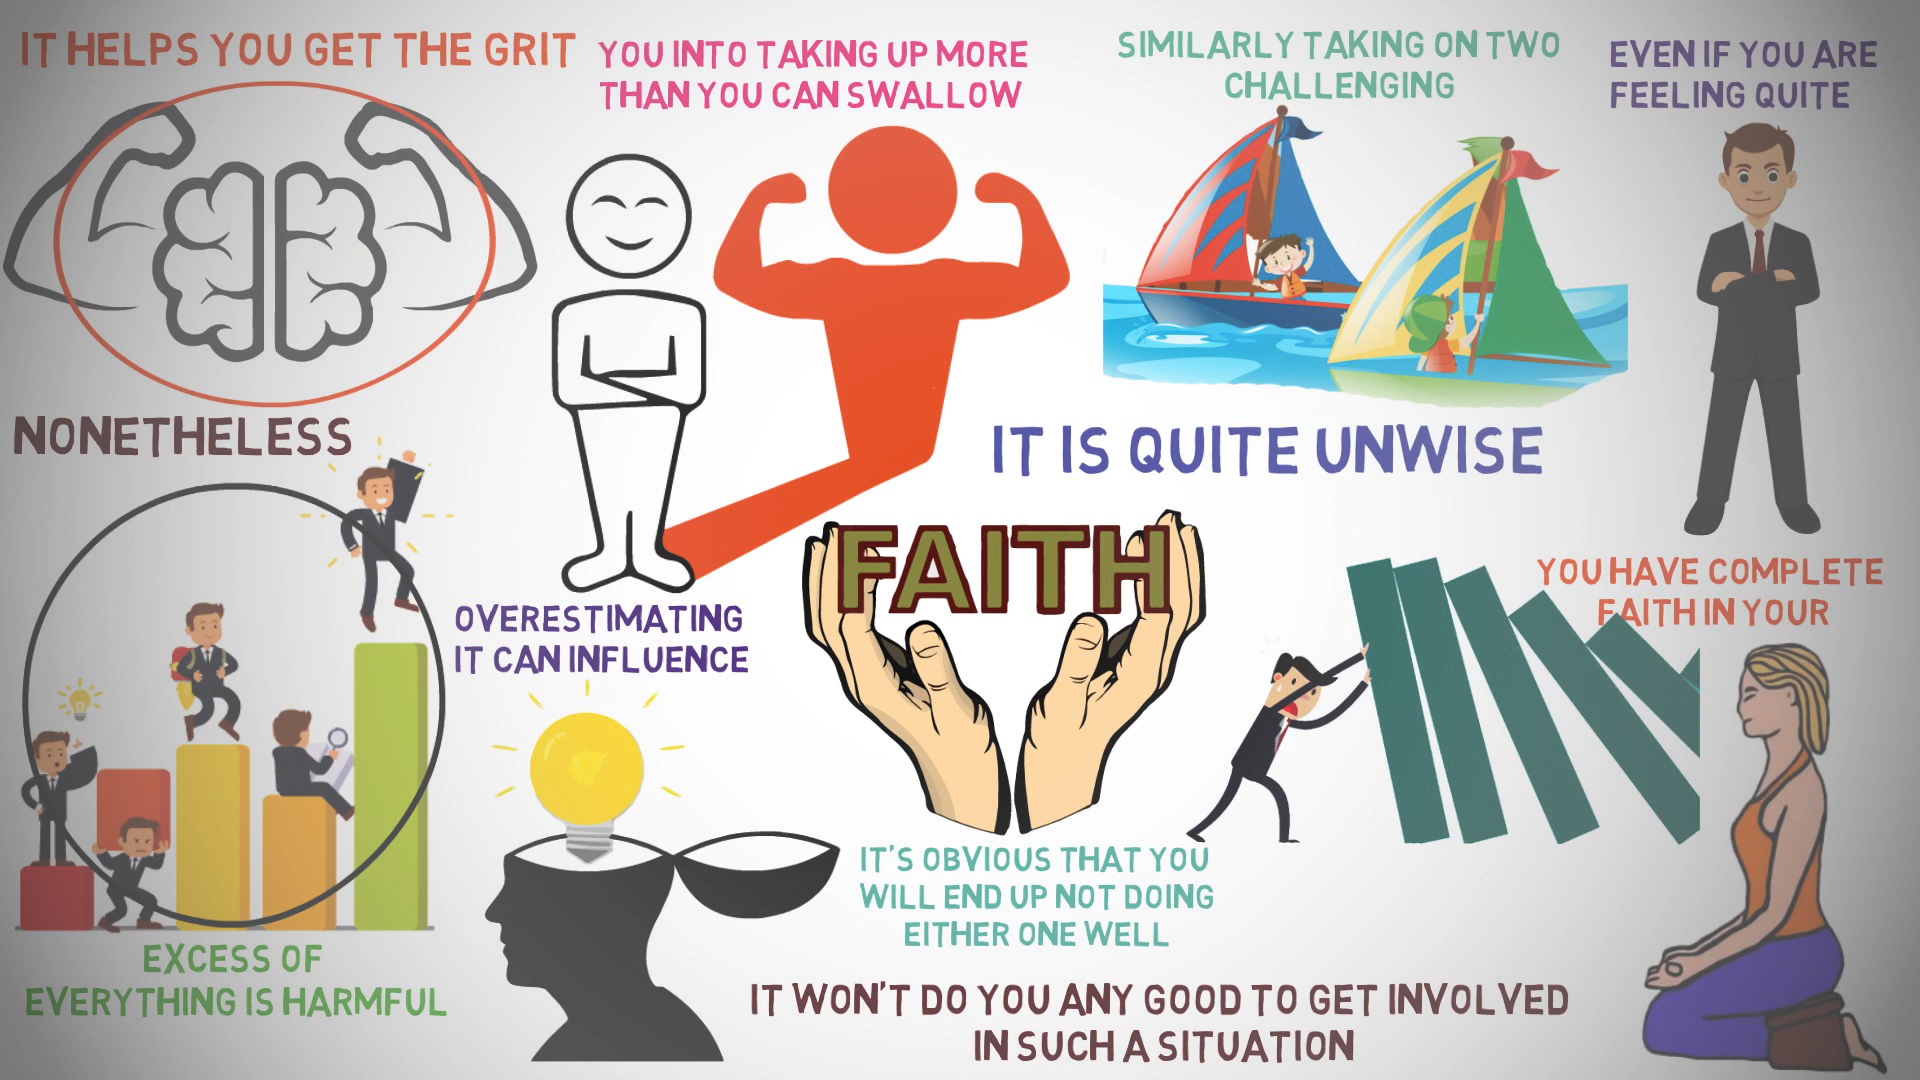 IT HELPS YOU GET THE GRIT
YOU INTO TAKING UP MORE
THAN YOU CAN SWALLOW
SIMILARLY TAKING ON TWO
CHALLENGING
EVEN IF YOU ARE
FEELING QUITE
NONETHELESS
IT IS QUITE UNWISE
FAITH
YOU HAVE COMPLETE
FAITH IN YOUR
OVERESTIMATING
IT CAN INFLUENCE
IT'S OBVIOUS THAT YOU
WILL END UP NOT DOING
EITHER ONE WELL
EXCESS OF
EVERYTHING IS HARMFUL
IT WON'T DO YOU ANY GOOD TO GET INVOLVED
IN SUCH A SITUATION